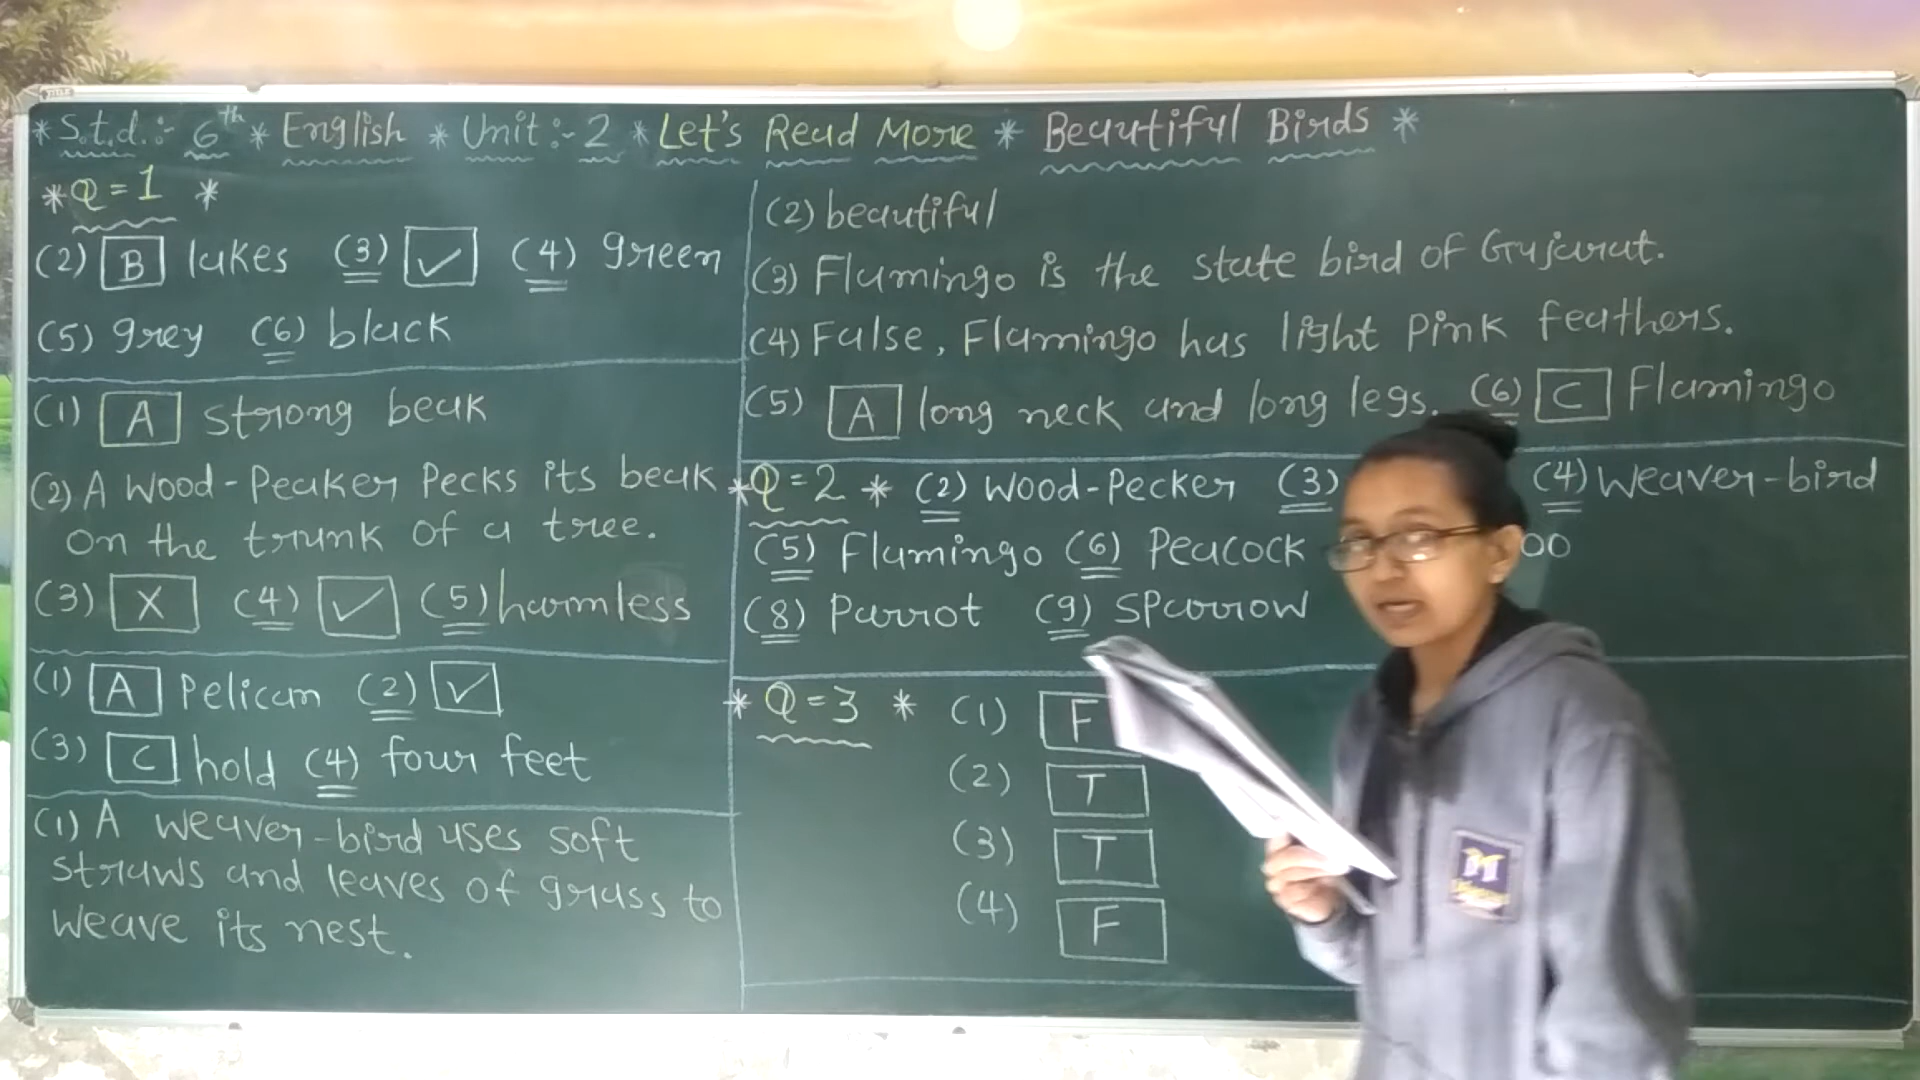 * S.t.d.:- 6th * English * Unit:- 2 * Let's Read More * Beautiful Birds *
* Q = 1 *
(2) B lakes (3) ✓ (4) green
(5) grey (6) black
(1) A strong beak
(2) A wood-Peaker Pecks its beak
on the trunk of a tree.
(3) X (4) ✓ (5) harmless
(1) A Pelican (2) ✓
(3) C hold (4) four feet
(1) A weaver-bird uses soft
straws and leaves of grass to
weave its nest.
(2) beautiful
(3) Flamingo is the state bird of Gujarat.
(4) False, Flamingo has light Pink feathers.
(5) A long neck and long legs. (6) C Flamingo
* Q = 2 * (2) Wood-Pecker (3) (4) Weaver-bird
(5) Flamingo (6) Peacock
(8) Parrot (9) Sparrow
* Q = 3 * (1) F
(2) T
(3) T
(4) F